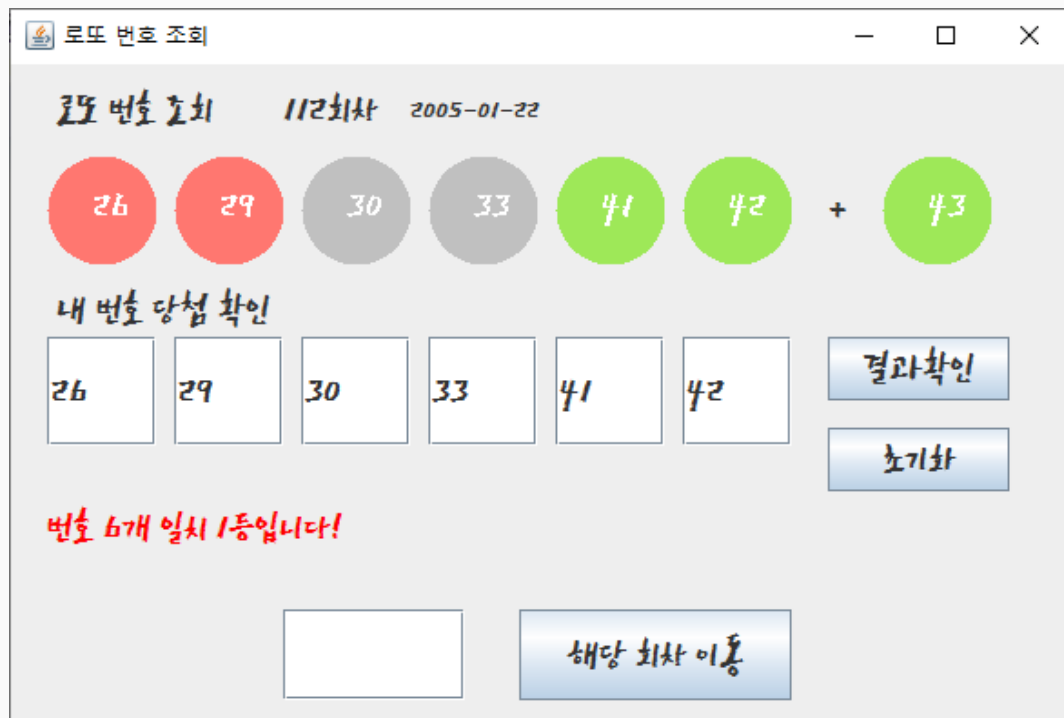 로또 번호 조회
로또 번호 조회 112회차 2005-01-22
26 29 30 33 41 42 + 43
내 번호 당첨 확인
26 29 30 33 41 42 결과확인
초기화
번호 6개 일치 1등입니다!
해당 회차 이동